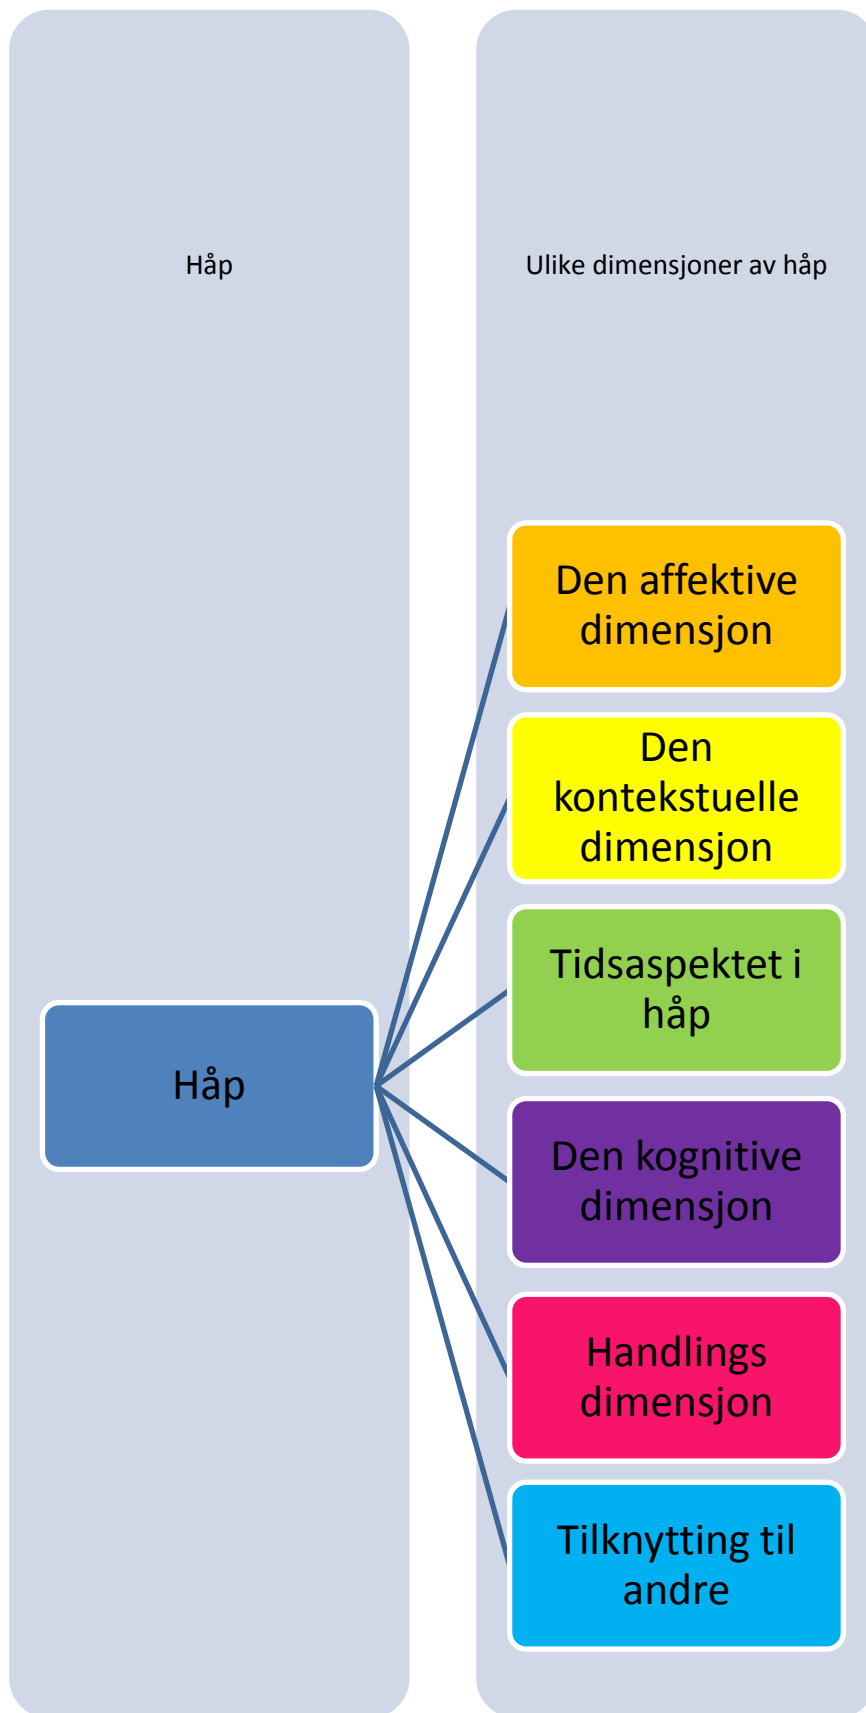 Håp
Ulike dimensjoner av håp
Håp
Den affektive
dimensjon
Den
kontekstuelle
dimensjon
Tidsaspektet i
håp
Den kognitive
dimensjon
Handlings
dimensjon
Tilknytting til
andre